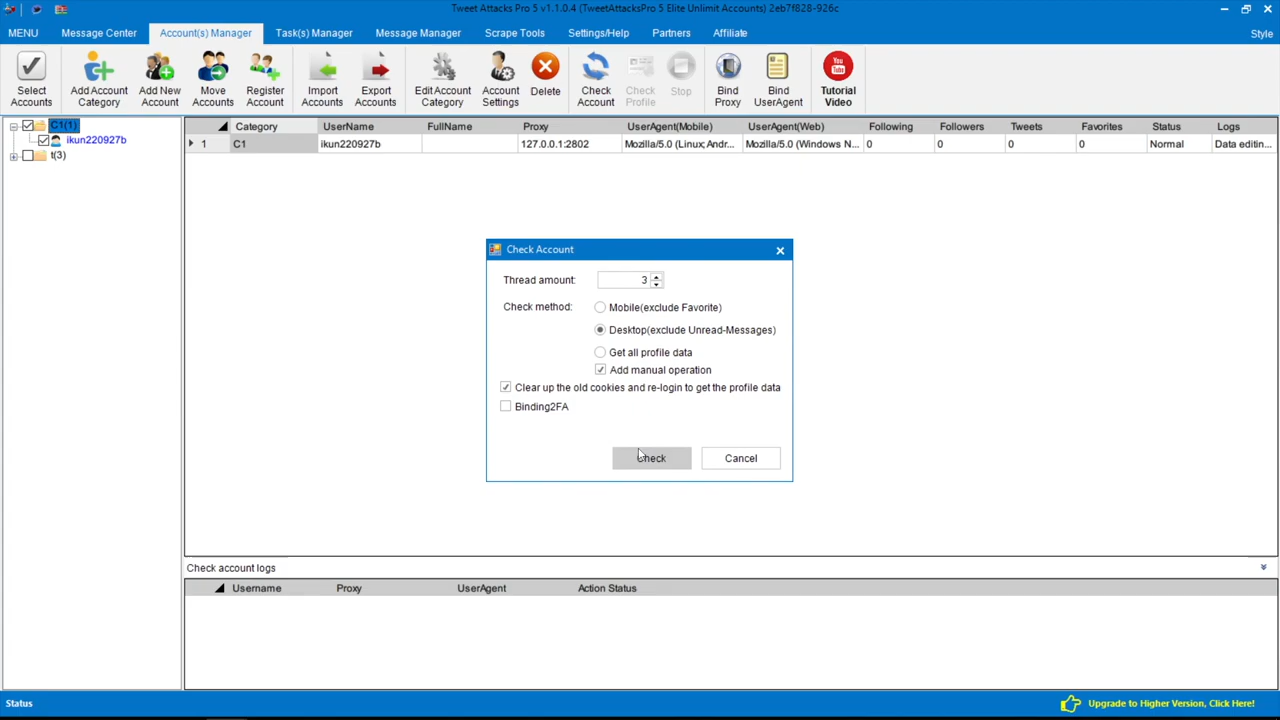 Tweet Attacks Pro 5 v1.1.0.4 (TweetAttacksPro 5 Elite Unlimit Accounts) 2eb7f828-926c
MENU Message Center Account(s) Manager Task(s) Manager Message Manager Scrape Tools Settings/Help Partners Affiliate Style
Select Accounts
Add Account Category
Add New Account
Move Accounts
Register Account
Import Accounts
Export Accounts
Edit Account Category
Account Settings
Delete
Check Account
Check Profile
Stop
Bind Proxy
Bind UserAgent
You Tube
Tutorial Video
C1(1)
ikun220927b
t(3)
Category UserName FullName Proxy UserAgent(Mobile) UserAgent(Web) Following Followers Tweets Favorites Status Logs
1 C1 ikun220927b 127.0.0.1:2802 Mozilla/5.0 (Linux; Andr... Mozilla/5.0 (Windows N... 0 0 0 0 Normal Data editin...
Check Account
Thread amount: 3
Check method: Mobile(exclude Favorite)
Desktop(exclude Unread-Messages)
Get all profile data
Add manual operation
Clear up the old cookies and re-login to get the profile data
Binding2FA
Check Cancel
Check account logs
Username Proxy UserAgent Action Status
Status Upgrade to Higher Version, Click Here!